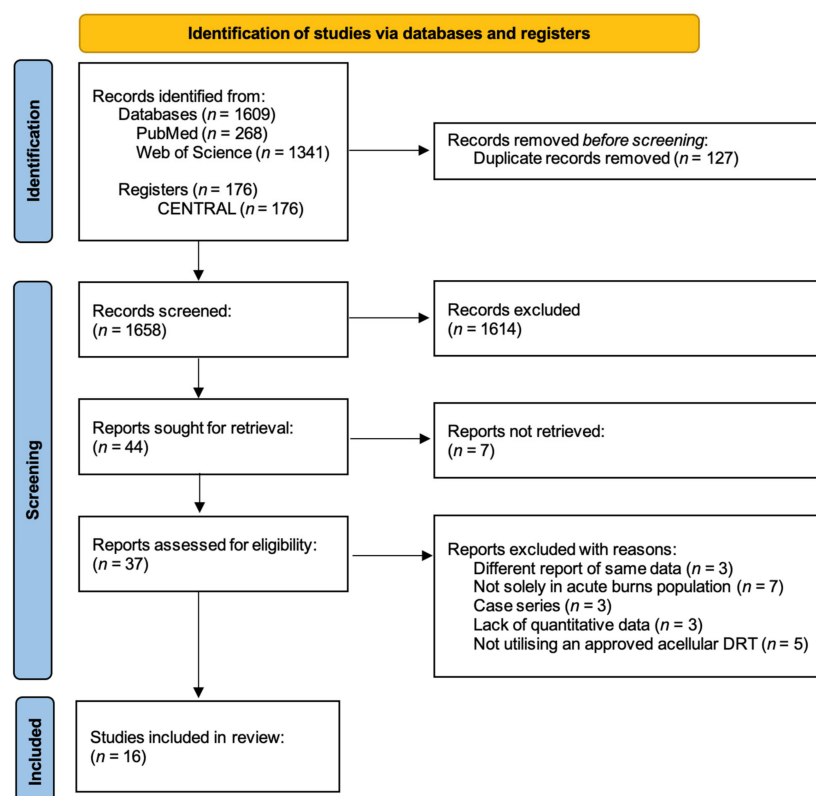 Identification of studies via databases and registers
Identification
Records identified from:
Databases (n = 1609)
PubMed (n = 268)
Web of Science (n = 1341)
Registers (n = 176)
CENTRAL (n = 176)
Records removed before screening:
Duplicate records removed (n = 127)
Screening
Records screened:
(n = 1658)
Records excluded
(n = 1614)
Reports sought for retrieval:
(n = 44)
Reports not retrieved:
(n = 7)
Reports assessed for eligibility:
(n = 37)
Reports excluded with reasons:
Different report of same data (n = 3)
Not solely in acute burns population (n = 7)
Case series (n = 3)
Lack of quantitative data (n = 3)
Not utilising an approved acellular DRT (n = 5)
Included
Studies included in review:
(n = 16)